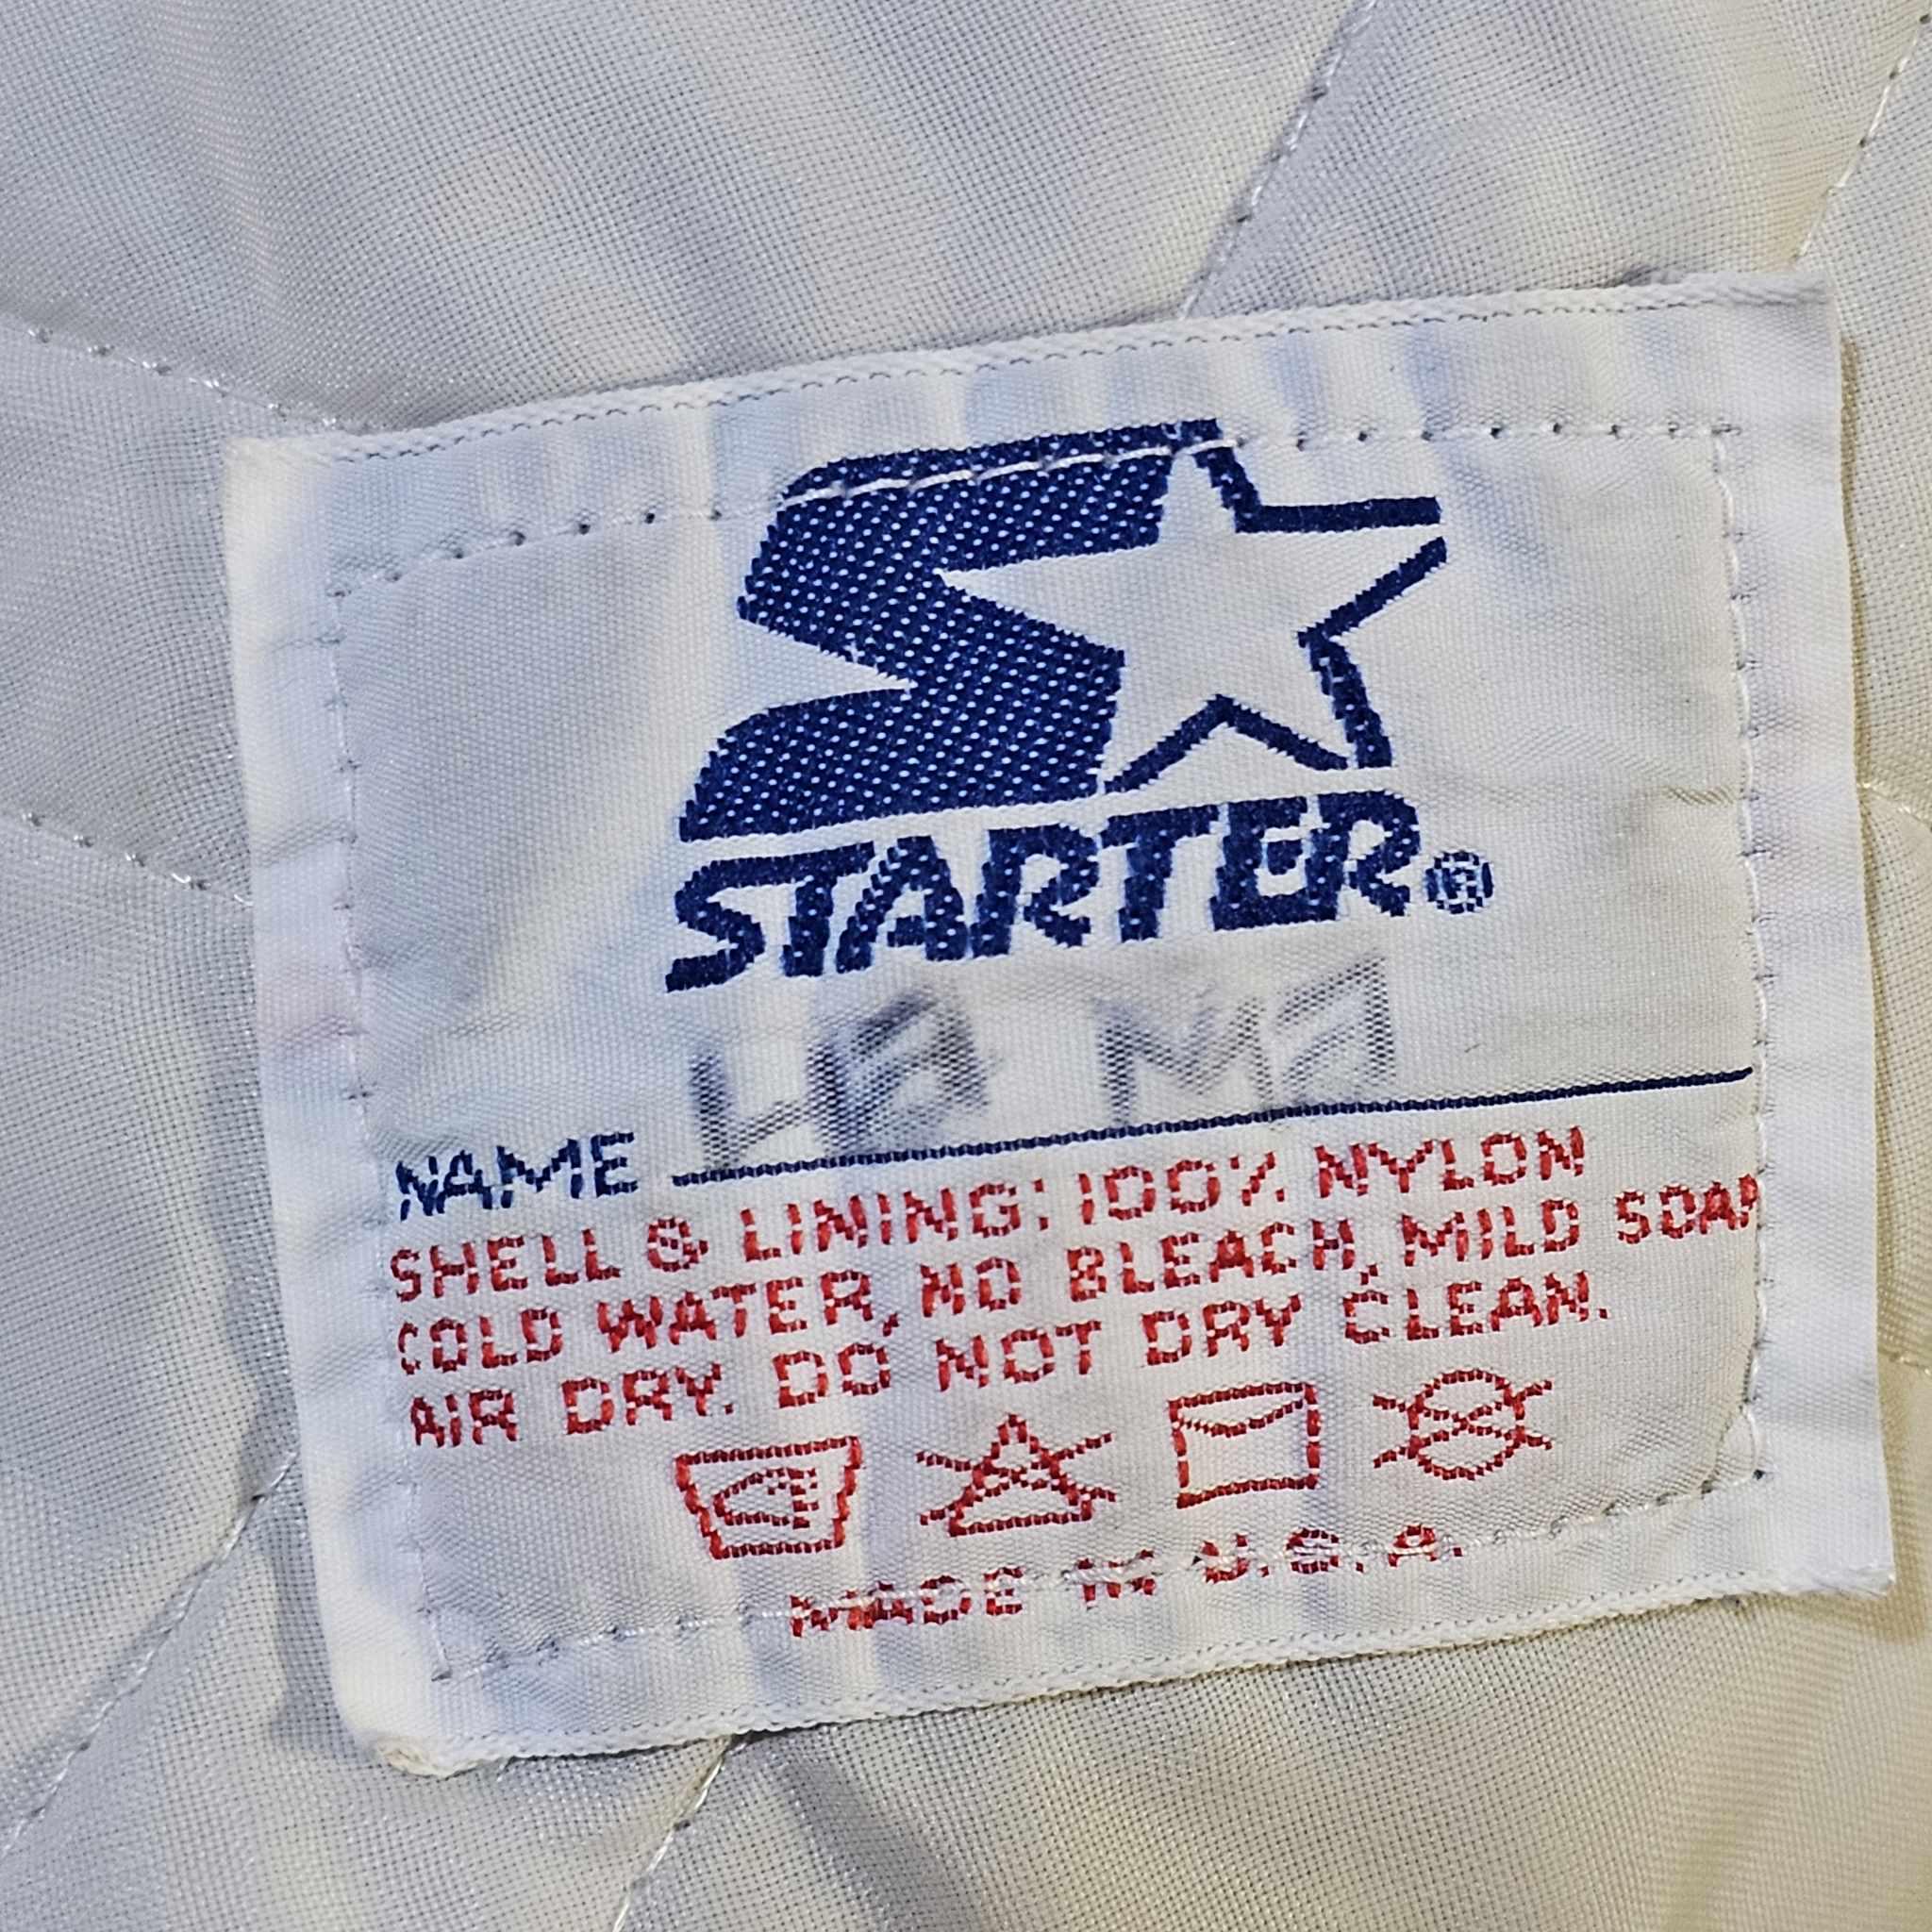 STARTER®
NAME
SHELL & LINING: 100% NYLON
COLD WATER, NO BLEACH, MILD SOAP
AIR DRY. DO NOT DRY CLEAN.
MADE IN U.S.A.